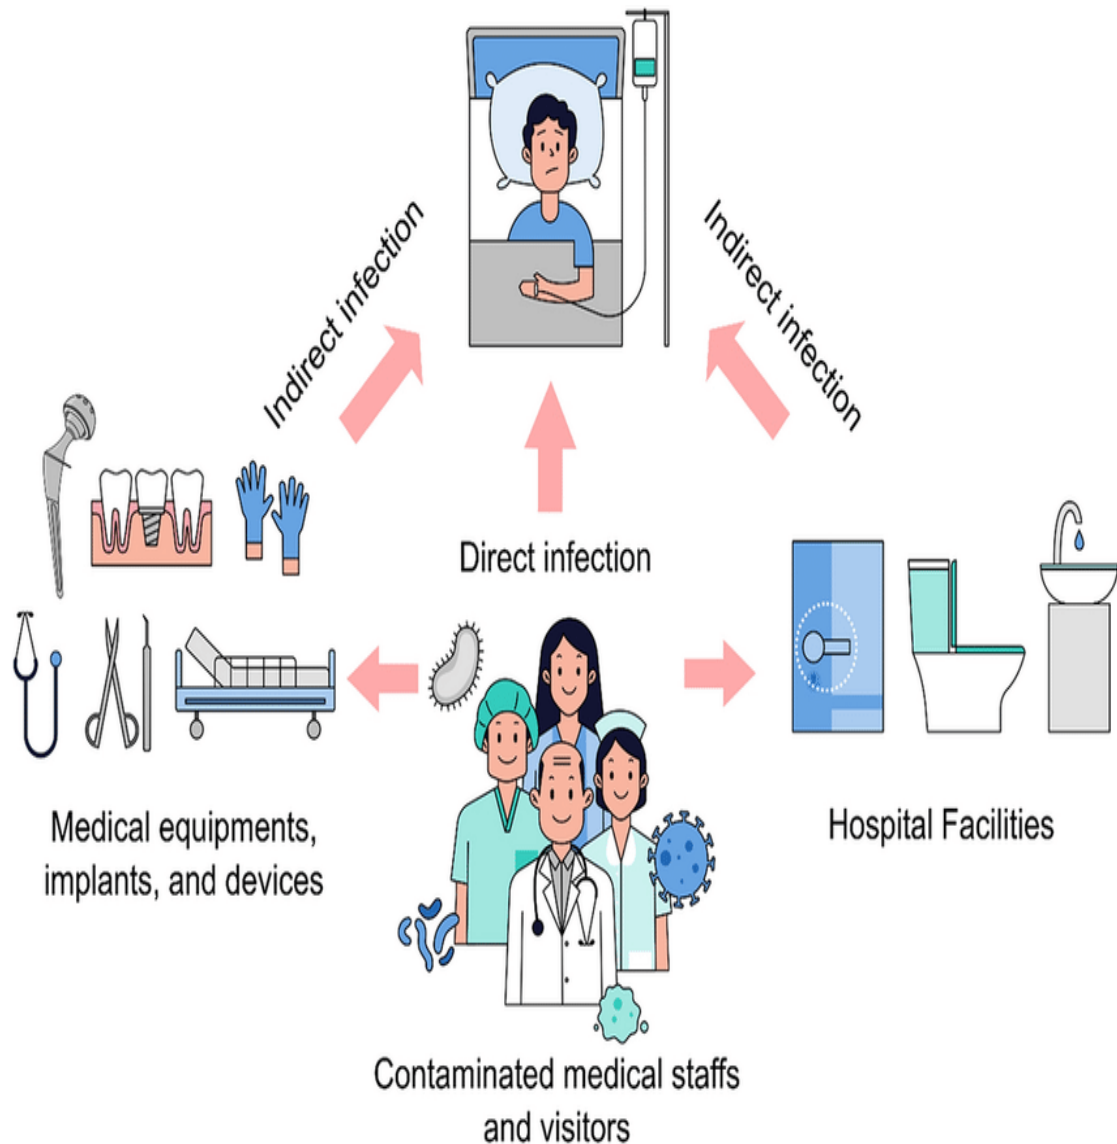 Indirect infection
Indirect infection
Direct infection
Medical equipments,
implants, and devices
Hospital Facilities
Contaminated medical staffs
and visitors